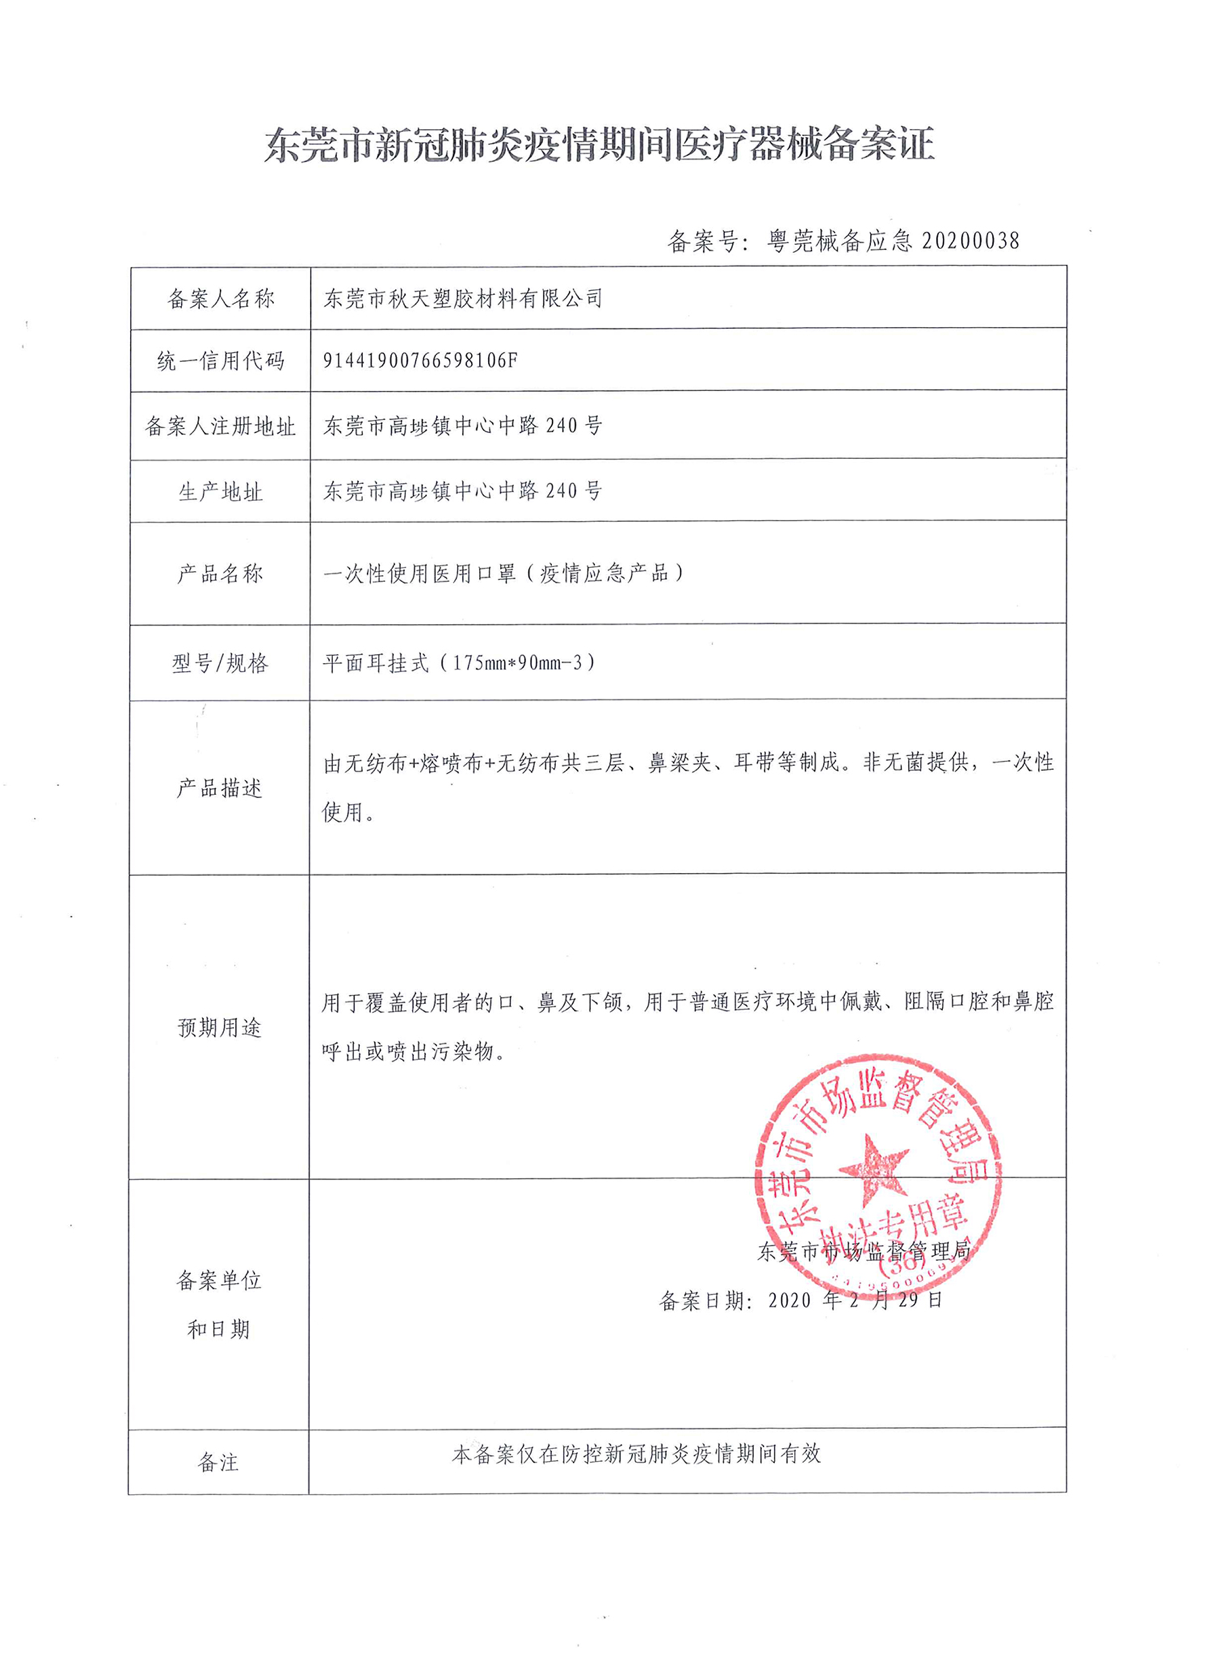 东莞市新冠肺炎疫情期间医疗器械备案证
备案号：粤莞械备应急 20200038
备案人名称 东莞市秋天塑胶材料有限公司
统一信用代码 91441900766598106F
备案人注册地址 东莞市高埗镇中心中路 240 号
生产地址 东莞市高埗镇中心中路 240 号
产品名称 一次性使用医用口罩（疫情应急产品）
型号/规格 平面耳挂式（175mm*90mm-3）
产品描述 由无纺布+熔喷布+无纺布共三层、鼻梁夹、耳带等制成。非无菌提供，一次性
使用。
预期用途 用于覆盖使用者的口、鼻及下颌，用于普通医疗环境中佩戴、阻隔口腔和鼻腔
呼出或喷出污染物。
备案单位
和日期
东莞市市场监督管理局
执法专用章
(36)
东莞市市场监督管理局
备案日期：2020 年 2 月 29 日
备注 本备案仅在防控新冠肺炎疫情期间有效